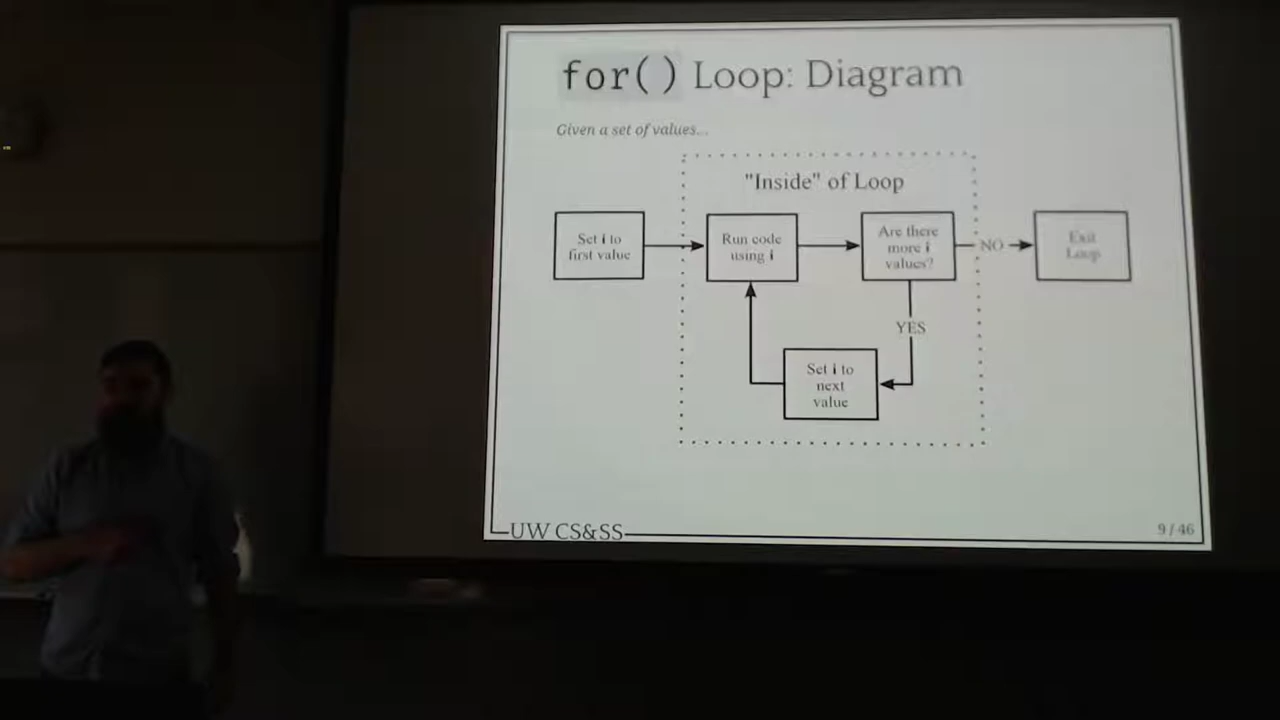 for() Loop: Diagram
Given a set of values...
"Inside" of Loop
Set i to
first value
Run code
using i
Are there
more i
values?
NO
Exit
Loop
YES
Set i to
next
value
UW CS&SS
9 / 46